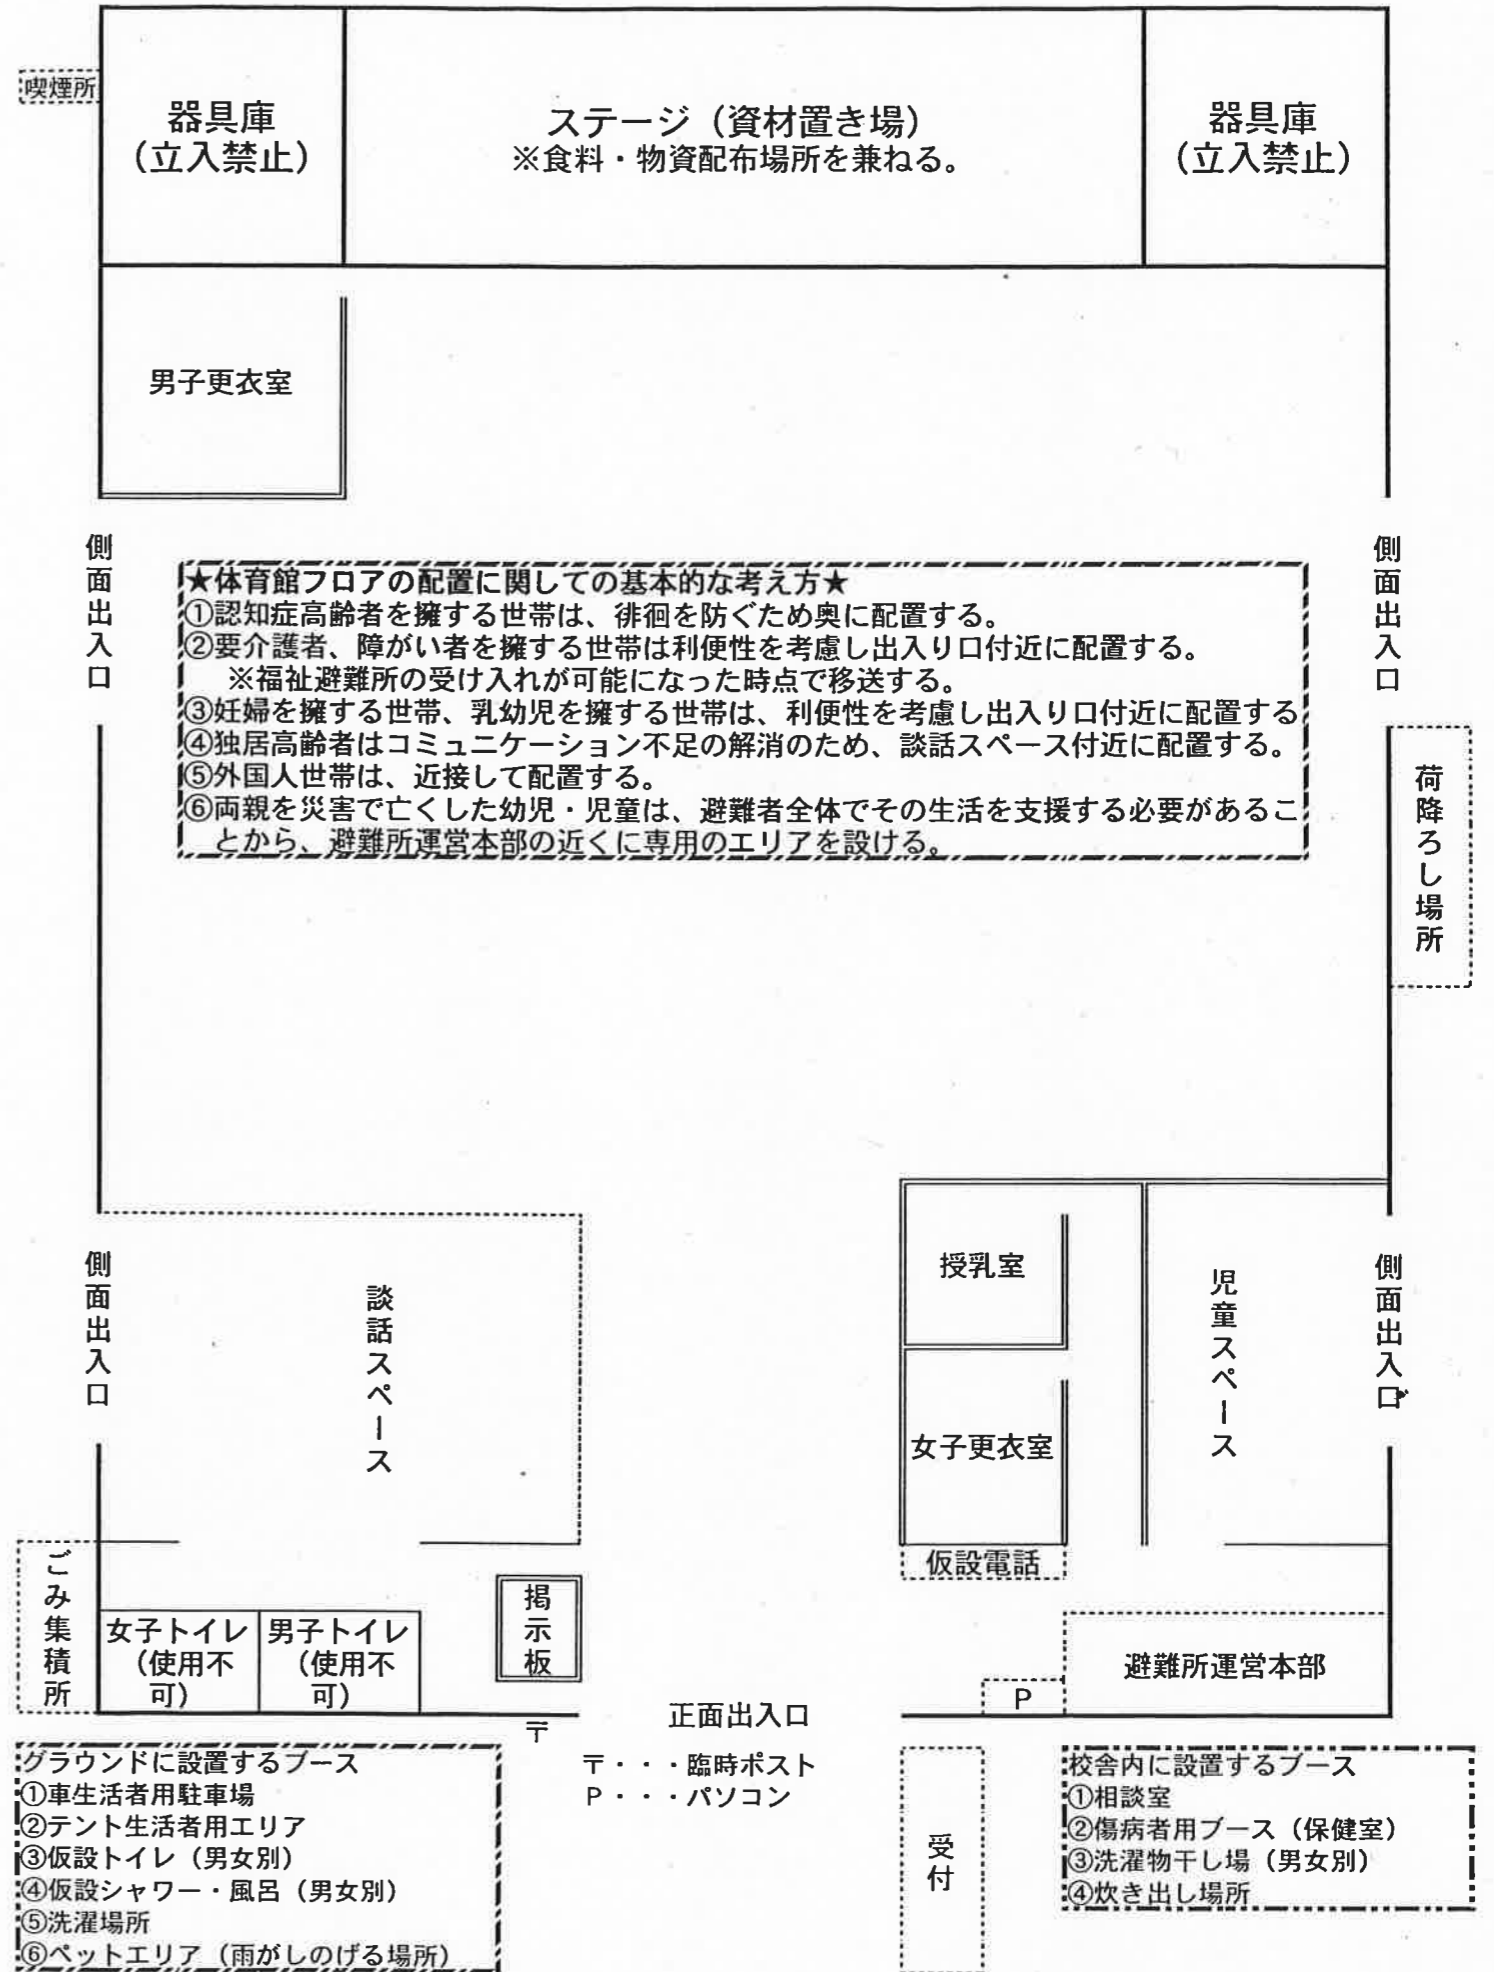 喫煙所
器具庫
（立入禁止）
ステージ（資材置き場）
※食料・物資配布場所を兼ねる。
器具庫
（立入禁止）
男子更衣室
側面出入口
側面出入口
★体育館フロアの配置に関しての基本的な考え方★
①認知症高齢者を擁する世帯は、徘徊を防ぐため奥に配置する。
②要介護者、障がい者を擁する世帯は利便性を考慮し出入り口付近に配置する。
※福祉避難所の受け入れが可能になった時点で移送する。
③妊婦を擁する世帯、乳幼児を擁する世帯は、利便性を考慮し出入り口付近に配置する
④独居高齢者はコミュニケーション不足の解消のため、談話スペース付近に配置する。
⑤外国人世帯は、近接して配置する。
⑥両親を災害で亡くした幼児・児童は、避難者全体でその生活を支援する必要があるこ
とから、避難所運営本部の近くに専用のエリアを設ける。
荷降ろし場所
側面出入口
談話スペース
授乳室
児童スペース
側面出入口
女子更衣室
仮設電話
ごみ集積所
女子トイレ
（使用不
可）
男子トイレ
（使用不
可）
掲示板
避難所運営本部
P
正面出入口
〒
〒・・・臨時ポスト
P・・・パソコン
受付
グラウンドに設置するブース
①車生活者用駐車場
②テント生活者用エリア
③仮設トイレ（男女別）
④仮設シャワー・風呂（男女別）
⑤洗濯場所
⑥ペットエリア（雨がしのげる場所）
校舎内に設置するブース
①相談室
②傷病者用ブース（保健室）
③洗濯物干し場（男女別）
④炊き出し場所